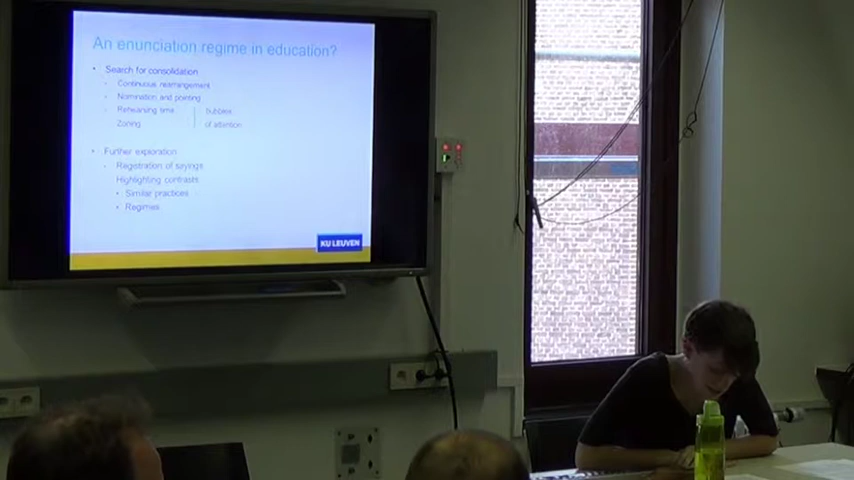 An enunciation regime in education?
• Search for consolidation
- Continuous rearrangement
- Nomination and pointing
- Rehearsing time
bubbles
Zoning
of attention
• Further exploration
- Registration of sayings
Highlighting contrasts
• Similar practices
• Regimes
KU LEUVEN